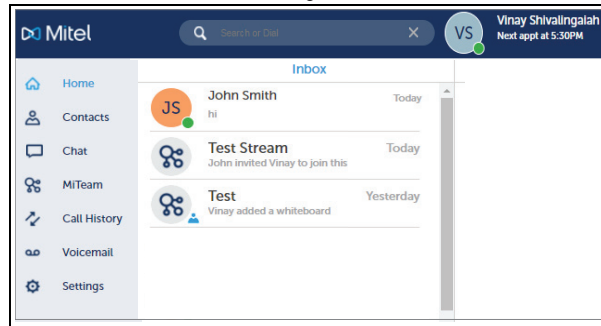 Mitel
Search or Dial
VS
Vinay Shivalingaiah
Next appt at 5:30PM
Home
Contacts
Chat
MiTeam
Call History
Voicemail
Settings
Inbox
JS
John Smith
Today
hi
Test Stream
Today
John invited Vinay to join this
Test
Yesterday
Vinay added a whiteboard